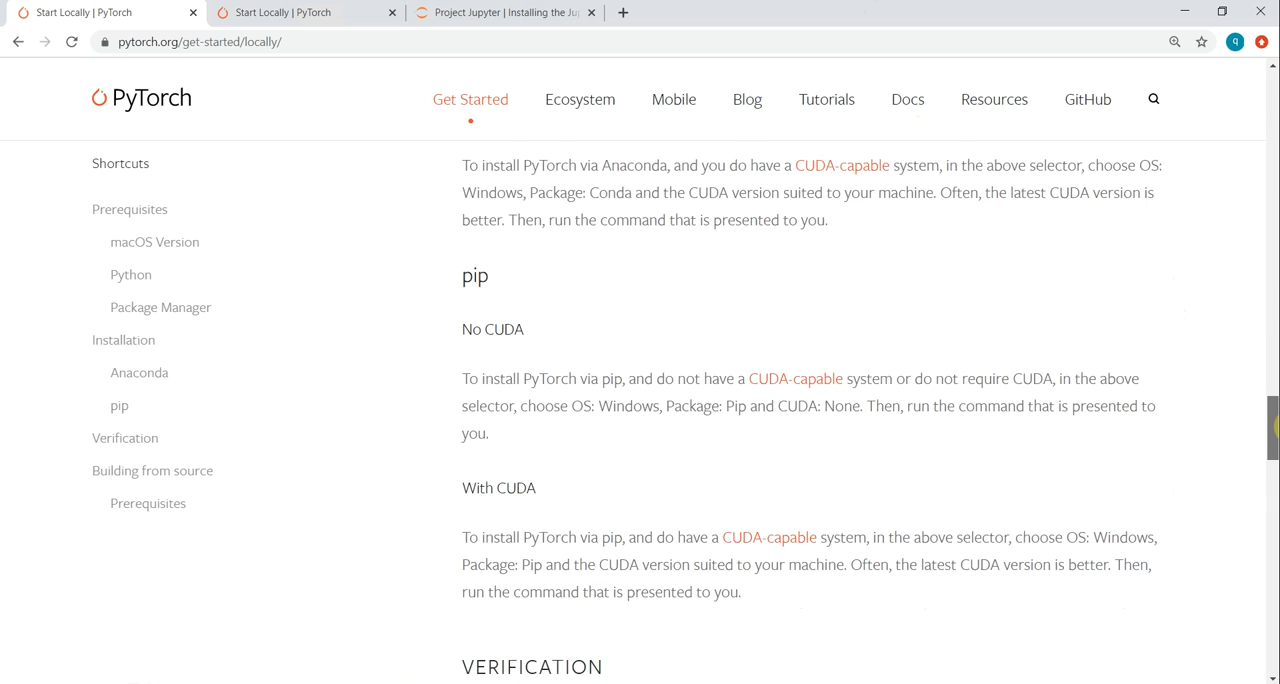 Start Locally | PyTorch
Start Locally | PyTorch
Project Jupyter | Installing the Ju
pytorch.org/get-started/locally/
q
PyTorch
Get Started
Ecosystem
Mobile
Blog
Tutorials
Docs
Resources
GitHub
Shortcuts
Prerequisites
macOS Version
Python
Package Manager
Installation
Anaconda
pip
Verification
Building from source
Prerequisites
To install PyTorch via Anaconda, and you do have a CUDA-capable system, in the above selector, choose OS:
Windows, Package: Conda and the CUDA version suited to your machine. Often, the latest CUDA version is
better. Then, run the command that is presented to you.
pip
No CUDA
To install PyTorch via pip, and do not have a CUDA-capable system or do not require CUDA, in the above
selector, choose OS: Windows, Package: Pip and CUDA: None. Then, run the command that is presented to
you.
With CUDA
To install PyTorch via pip, and do have a CUDA-capable system, in the above selector, choose OS: Windows,
Package: Pip and the CUDA version suited to your machine. Often, the latest CUDA version is better. Then,
run the command that is presented to you.
VERIFICATION